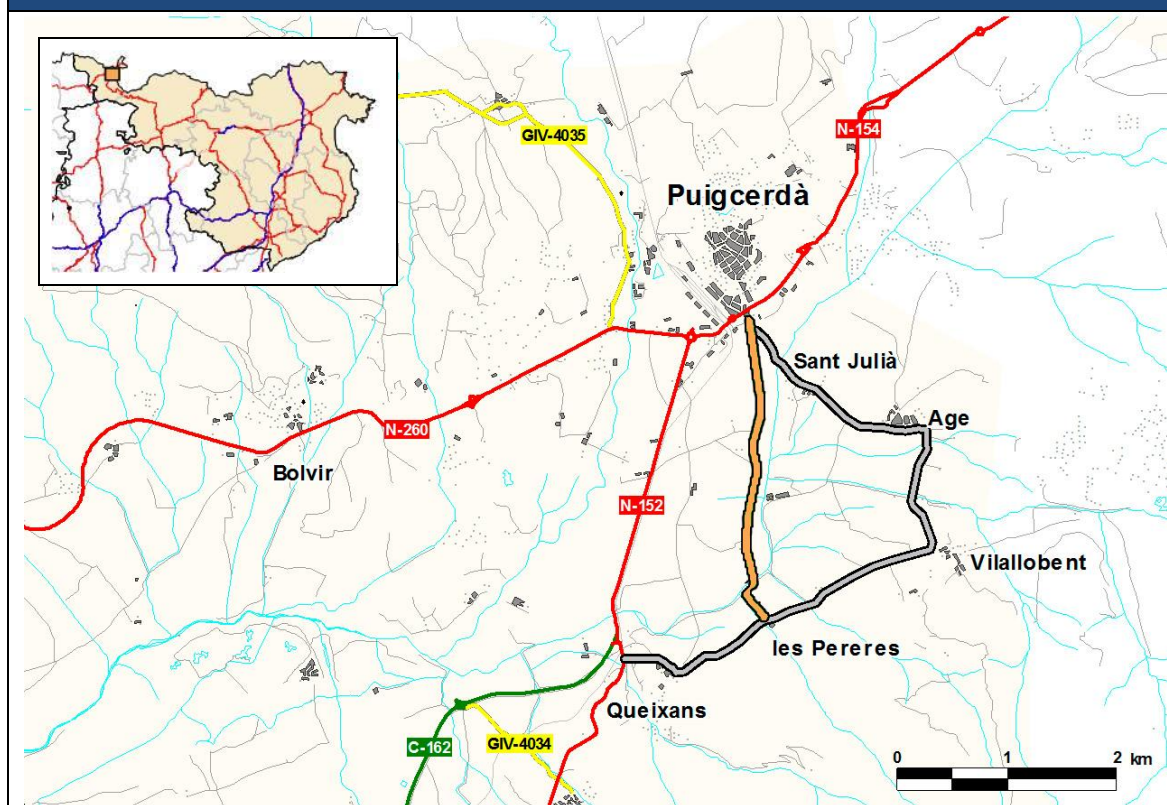 GIV-4035
N-154
Puigcerdà
Sant Julià
Age
N-260
Bolvir
N-152
Vilallobent
les Pereres
Queixans
C-162
GIV-4034
0 1 2 km